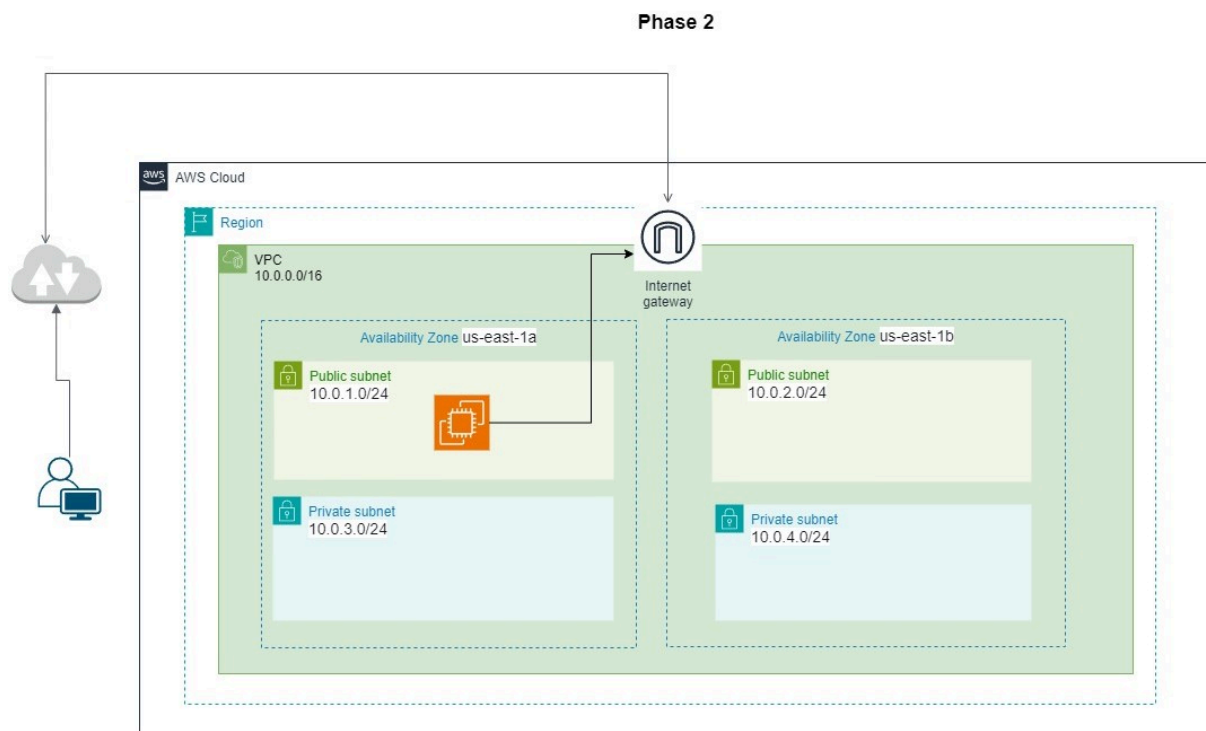 Phase 2
aws
AWS Cloud
Region
VPC
10.0.0.0/16
Internet
gateway
Availability Zone us-east-1a
Availability Zone us-east-1b
Public subnet
10.0.1.0/24
Public subnet
10.0.2.0/24
Private subnet
10.0.3.0/24
Private subnet
10.0.4.0/24